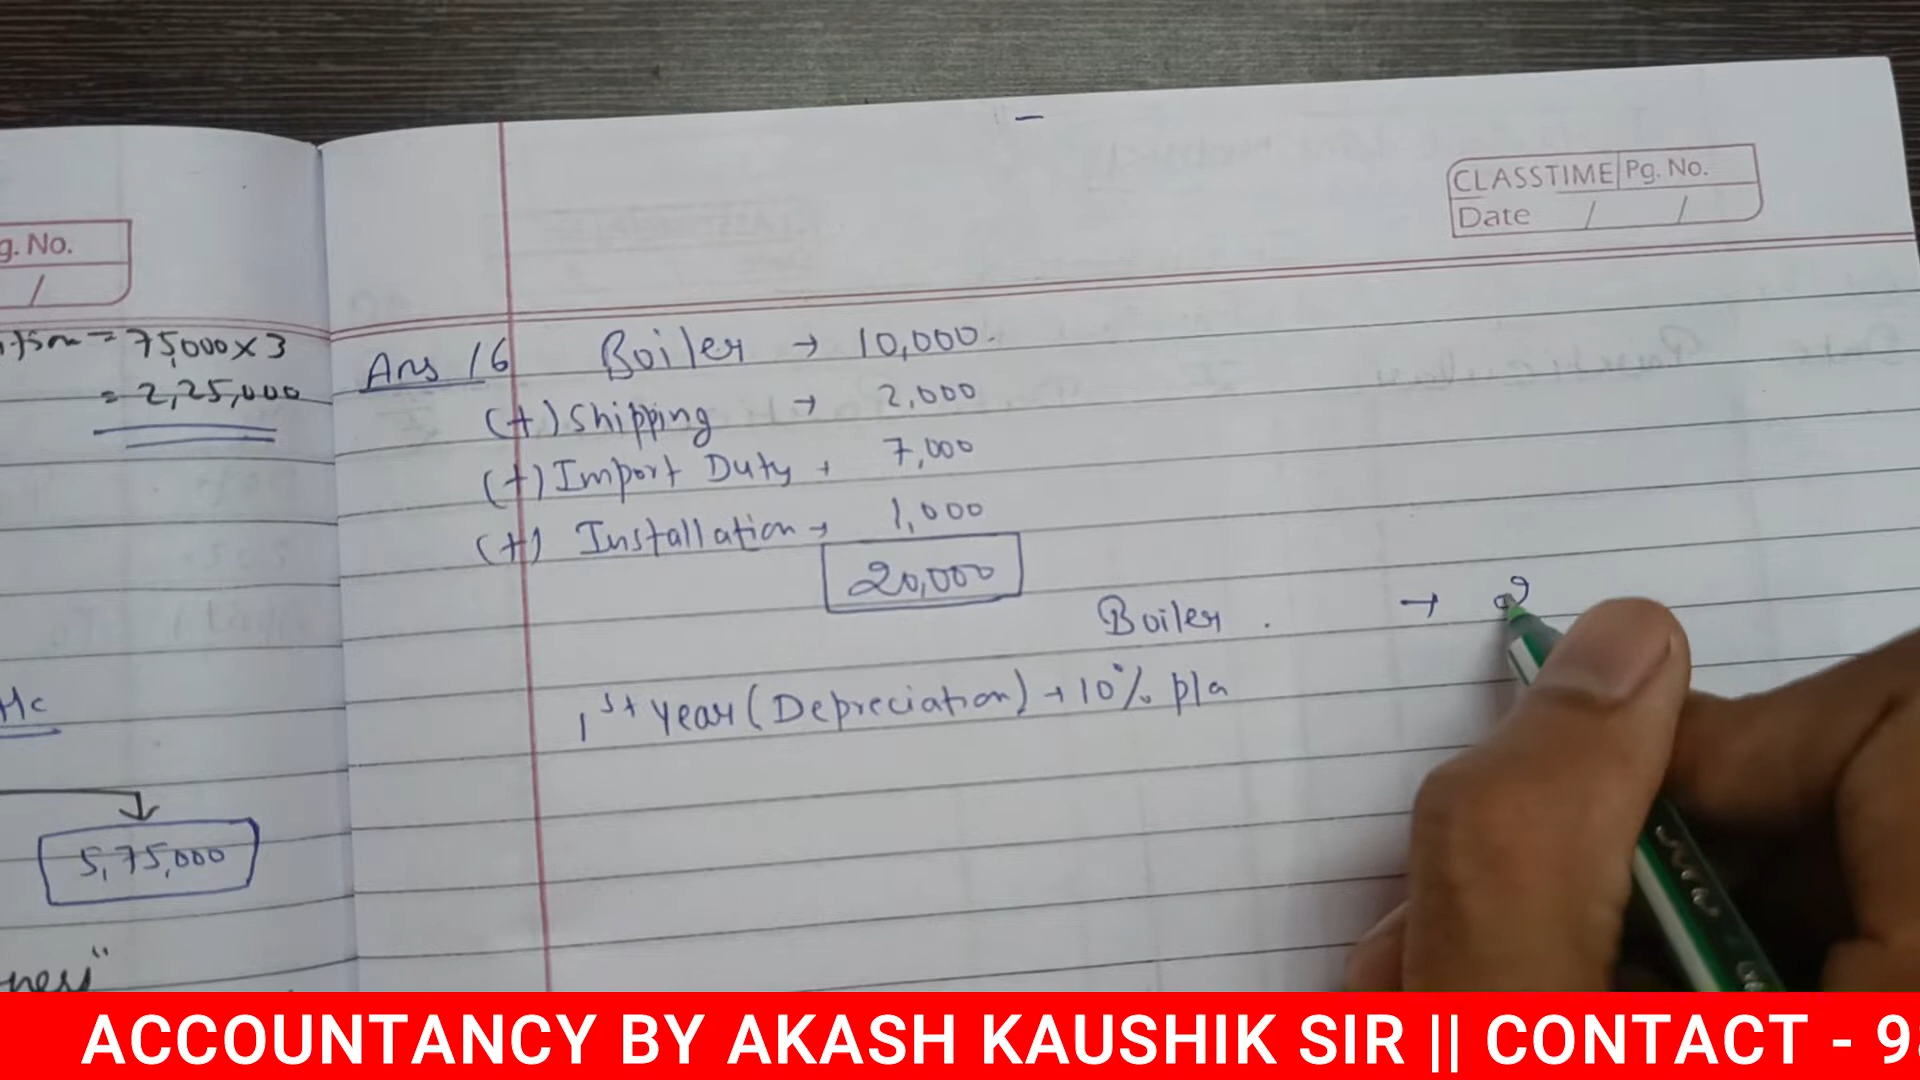 g. No.
/
= 75,000 x 3
= 2,25,000
5,75,000
CLASSTIME Pg. No.
Date / /
Ans 16 Boiler → 10,000.
(+) Shipping → 2,000
(+) Import Duty → 7,000
(+) Installation → 1,000
20,000
Boiler . →
1st year (Depreciation) → 10% p/a
ACCOUNTANCY BY AKASH KAUSHIK SIR || CONTACT - 9